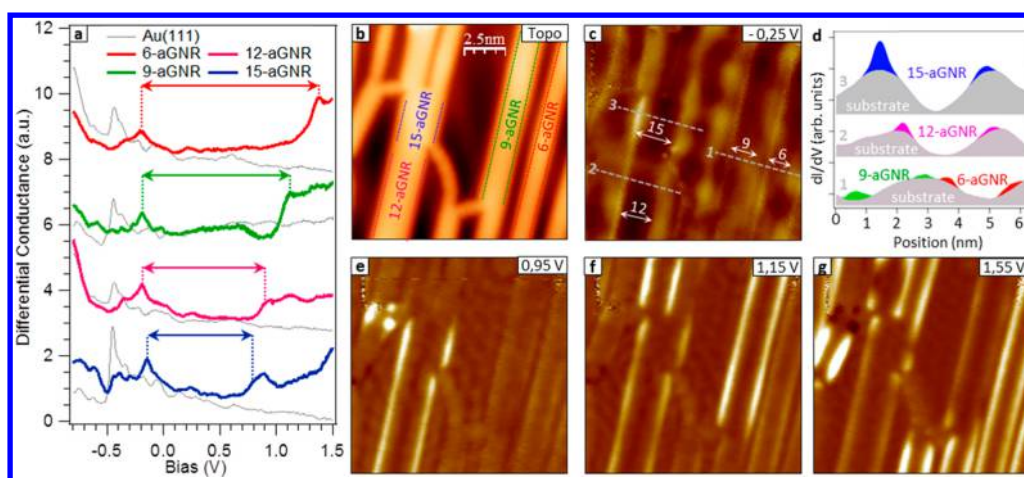 a
Au(111)
6-aGNR
12-aGNR
9-aGNR
15-aGNR
Differential Conductance (a.u.)
12
10
8
6
4
2
0
-0.5
0.0
0.5
1.0
1.5
Bias (V)
b
Topo
2.5nm
12-aGNR
15-aGNR
9-aGNR
6-aGNR
c
- 0,25 V
3
15
2
12
1
9
6
d
dI/dV (arb. units)
3
15-aGNR
substrate
2
12-aGNR
substrate
9-aGNR
6-aGNR
1
substrate
0
1
2
3
4
5
6
Position (nm)
e
0,95 V
f
1,15 V
g
1,55 V